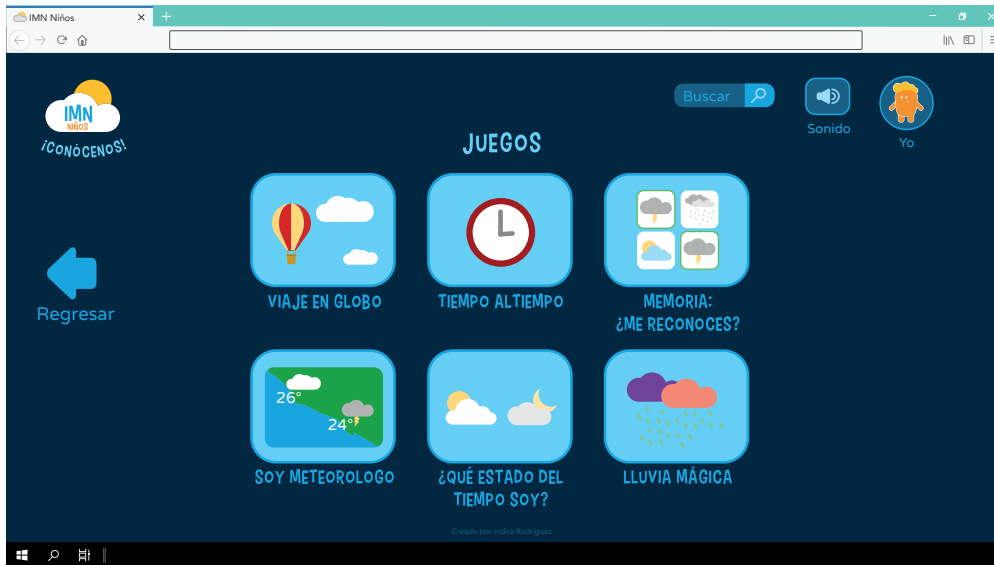 IMN Niños
IMN
NIÑOS
¡CONÓCENOS!
Buscar
Sonido
Yo
JUEGOS
Regresar
VIAJE EN GLOBO
TIEMPO ALTIEMPO
MEMORIA:
¿ME RECONOCES?
26°
24°
SOY METEOROLOGO
¿QUÉ ESTADO DEL
TIEMPO SOY?
LLUVIA MÁGICA
Creado por Indira Rodríguez